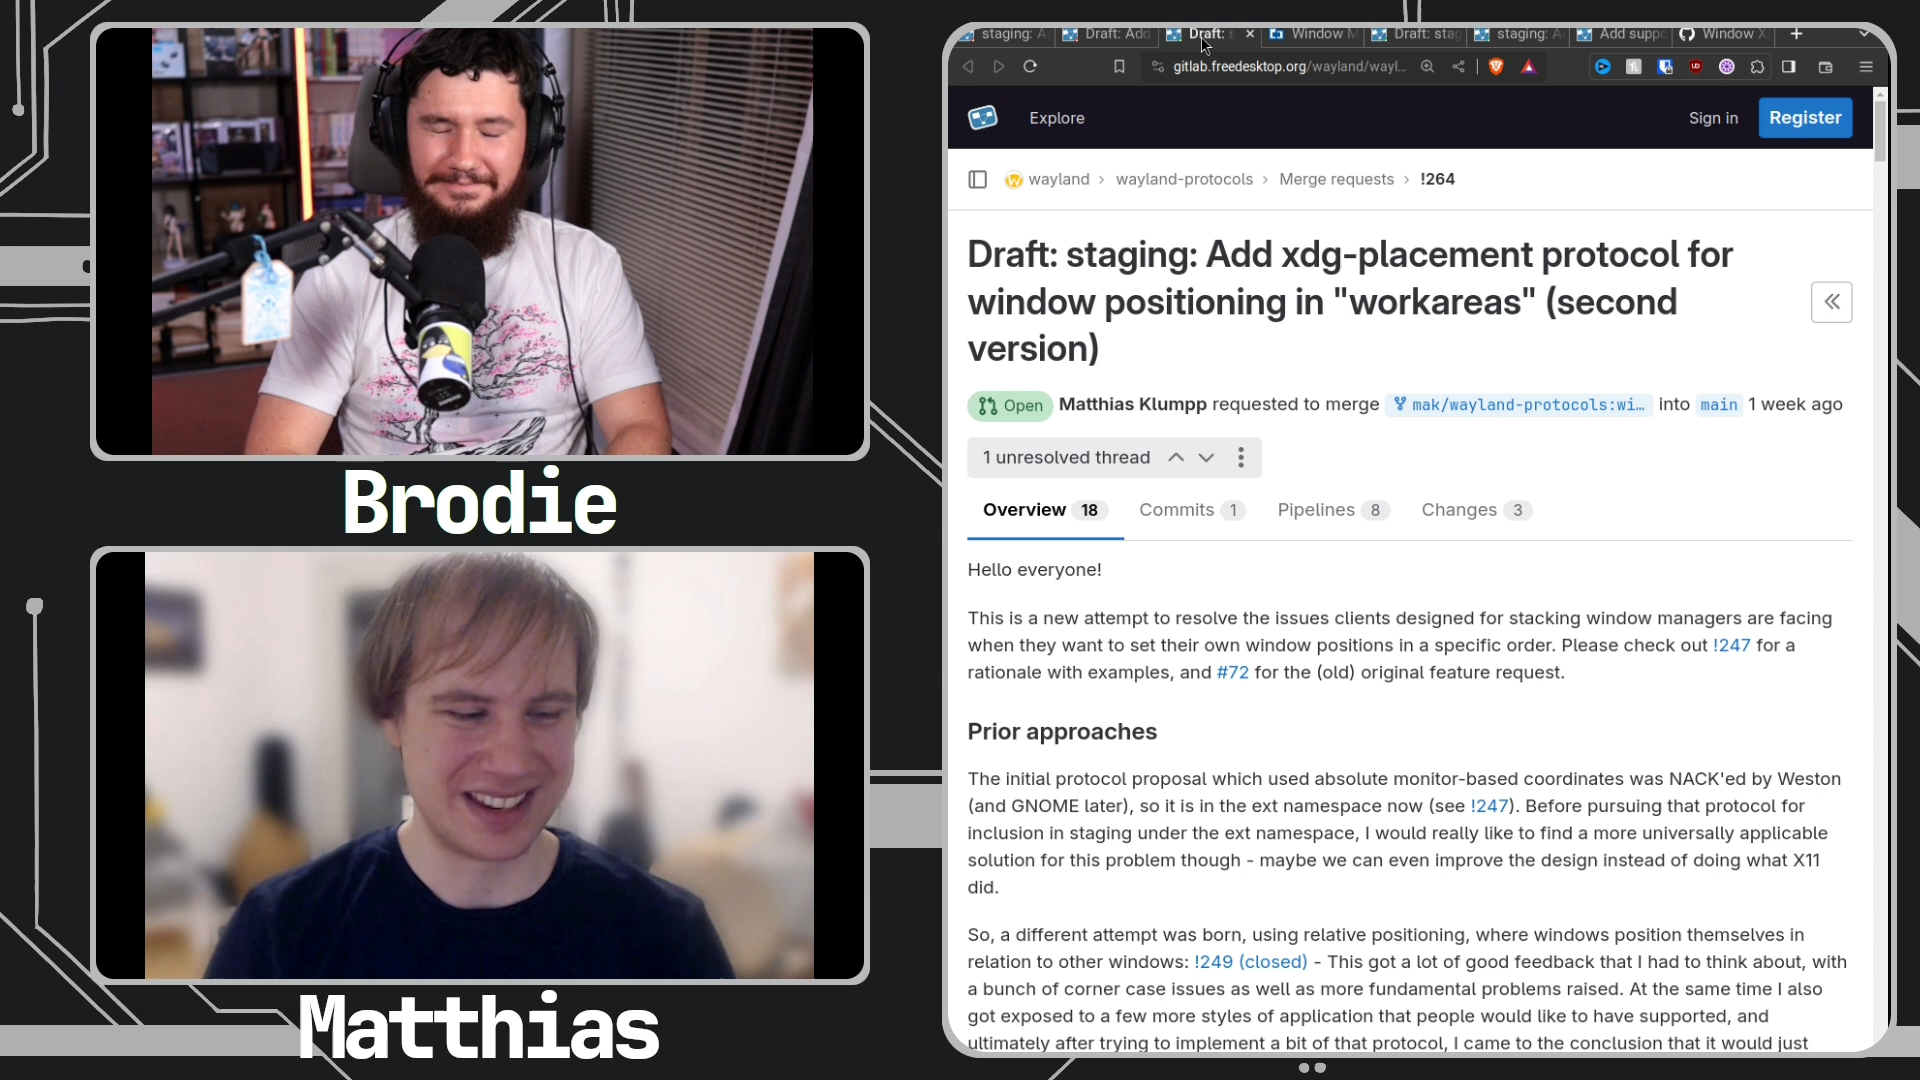 Brodie
Matthias
staging: A
Draft: Add
Draft: s
Window M
Draft: stag
staging: A
Add suppo
Window X
gitlab.freedesktop.org/wayland/wayl...
Explore
Sign in
Register
wayland › wayland-protocols › Merge requests › !264
Draft: staging: Add xdg-placement protocol for
window positioning in "workareas" (second
version)
Open Matthias Klumpp requested to merge mak/wayland-protocols:wi... into main 1 week ago
1 unresolved thread
Overview 18 Commits 1 Pipelines 8 Changes 3
Hello everyone!
This is a new attempt to resolve the issues clients designed for stacking window managers are facing
when they want to set their own window positions in a specific order. Please check out !247 for a
rationale with examples, and #72 for the (old) original feature request.
Prior approaches
The initial protocol proposal which used absolute monitor-based coordinates was NACK'ed by Weston
(and GNOME later), so it is in the ext namespace now (see !247). Before pursuing that protocol for
inclusion in staging under the ext namespace, I would really like to find a more universally applicable
solution for this problem though - maybe we can even improve the design instead of doing what X11
did.
So, a different attempt was born, using relative positioning, where windows position themselves in
relation to other windows: !249 (closed) - This got a lot of good feedback that I had to think about, with
a bunch of corner case issues as well as more fundamental problems raised. At the same time I also
got exposed to a few more styles of application that people would like to have supported, and
ultimately after trying to implement a bit of that protocol, I came to the conclusion that it would just